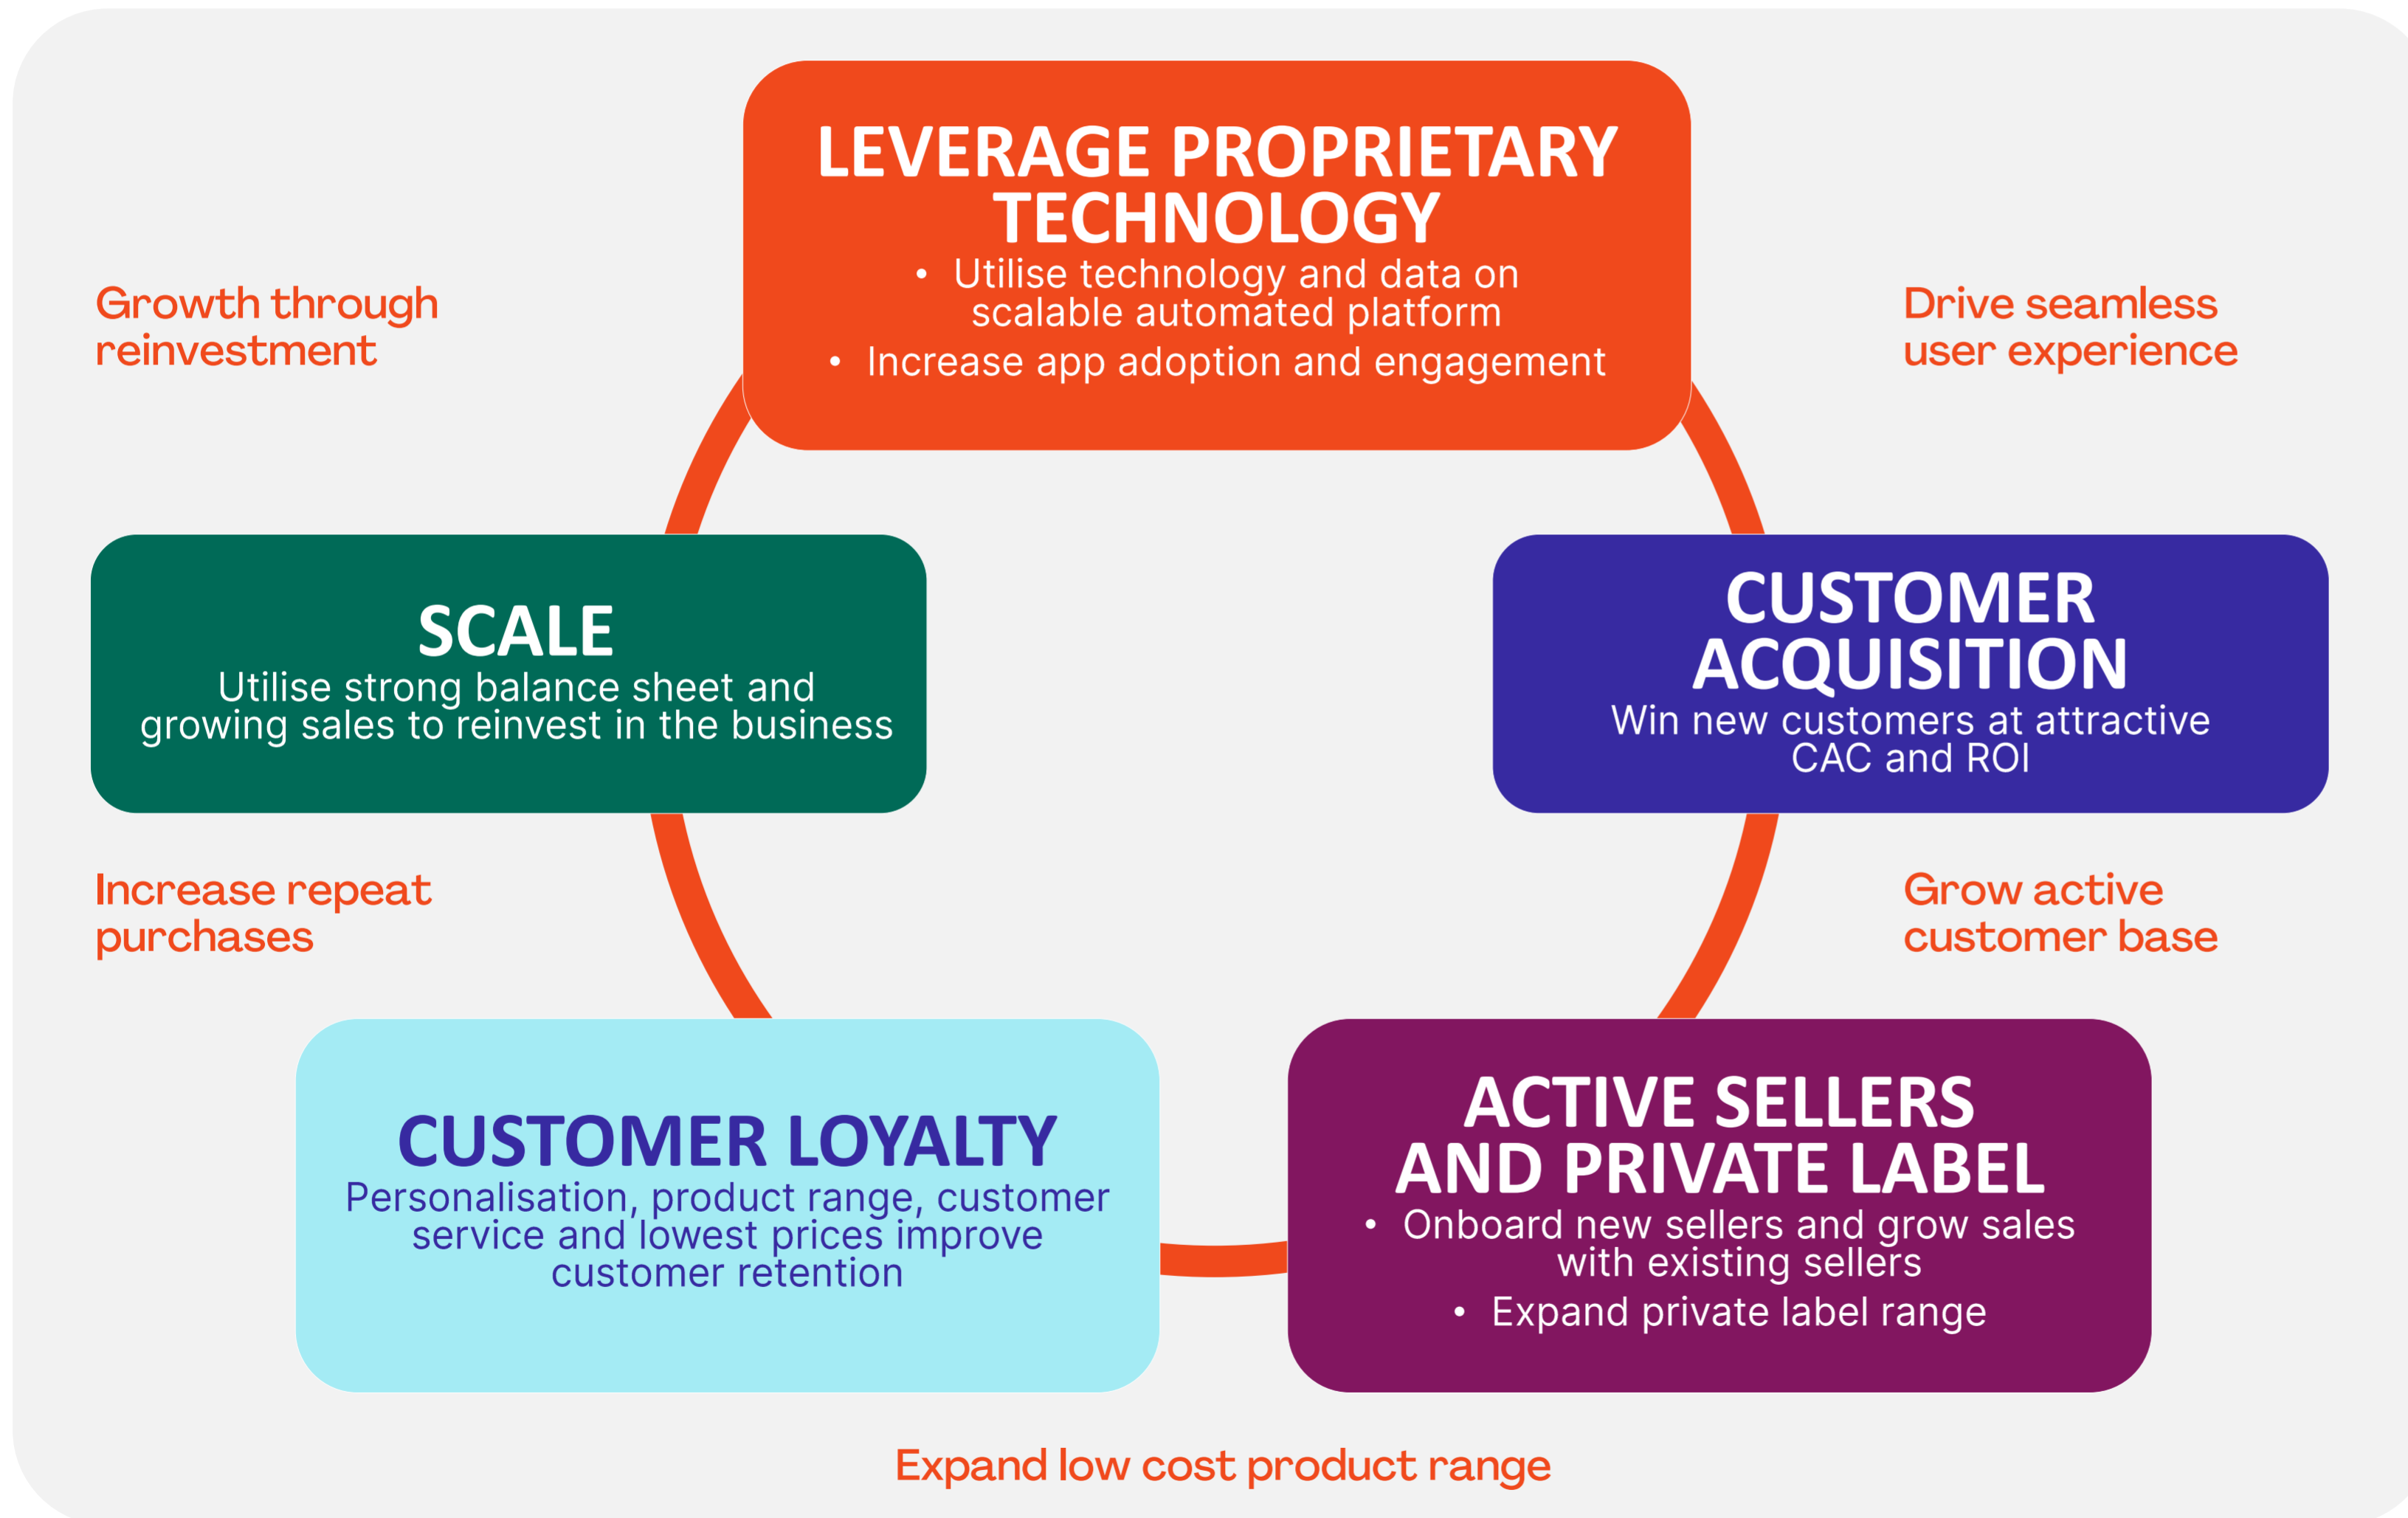 LEVERAGE PROPRIETARY
TECHNOLOGY
• Utilise technology and data on
scalable automated platform
• Increase app adoption and engagement
Growth through
reinvestment
Drive seamless
user experience
SCALE
Utilise strong balance sheet and
growing sales to reinvest in the business
CUSTOMER
ACQUISITION
Win new customers at attractive
CAC and ROI
Increase repeat
purchases
Grow active
customer base
CUSTOMER LOYALTY
Personalisation, product range, customer
service and lowest prices improve
customer retention
ACTIVE SELLERS
AND PRIVATE LABEL
• Onboard new sellers and grow sales
with existing sellers
• Expand private label range
Expand low cost product range